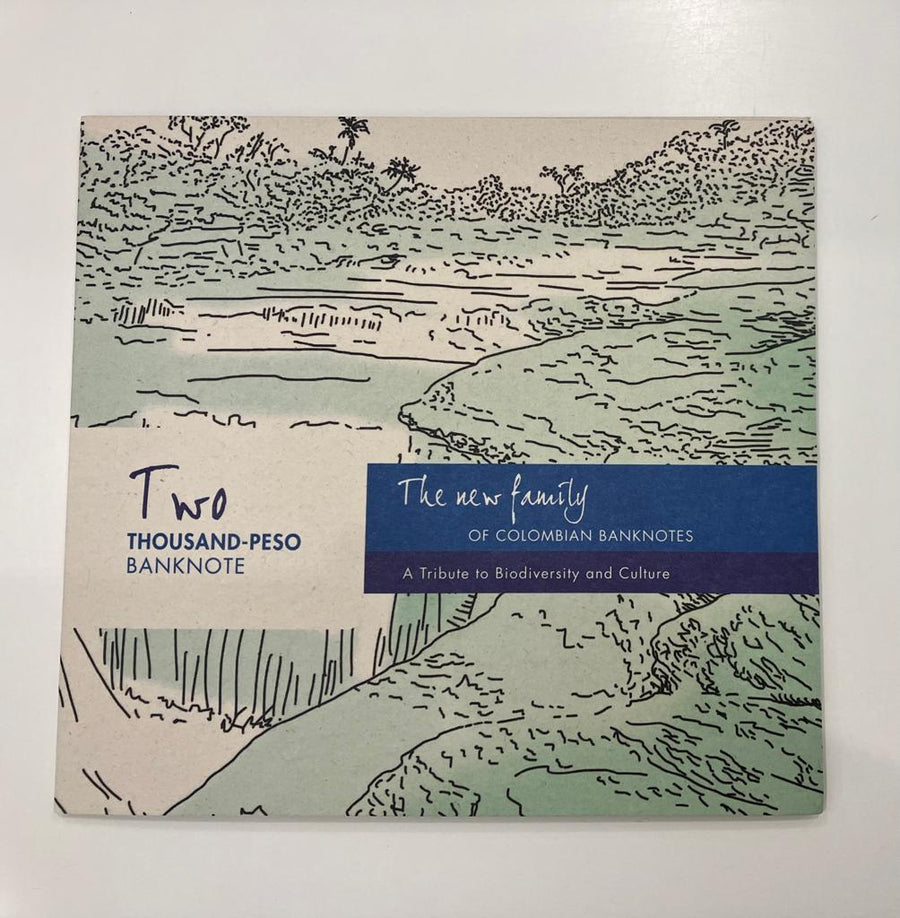 Two
THOUSAND-PESO
BANKNOTE
The new family
OF COLOMBIAN BANKNOTES
A Tribute to Biodiversity and Culture